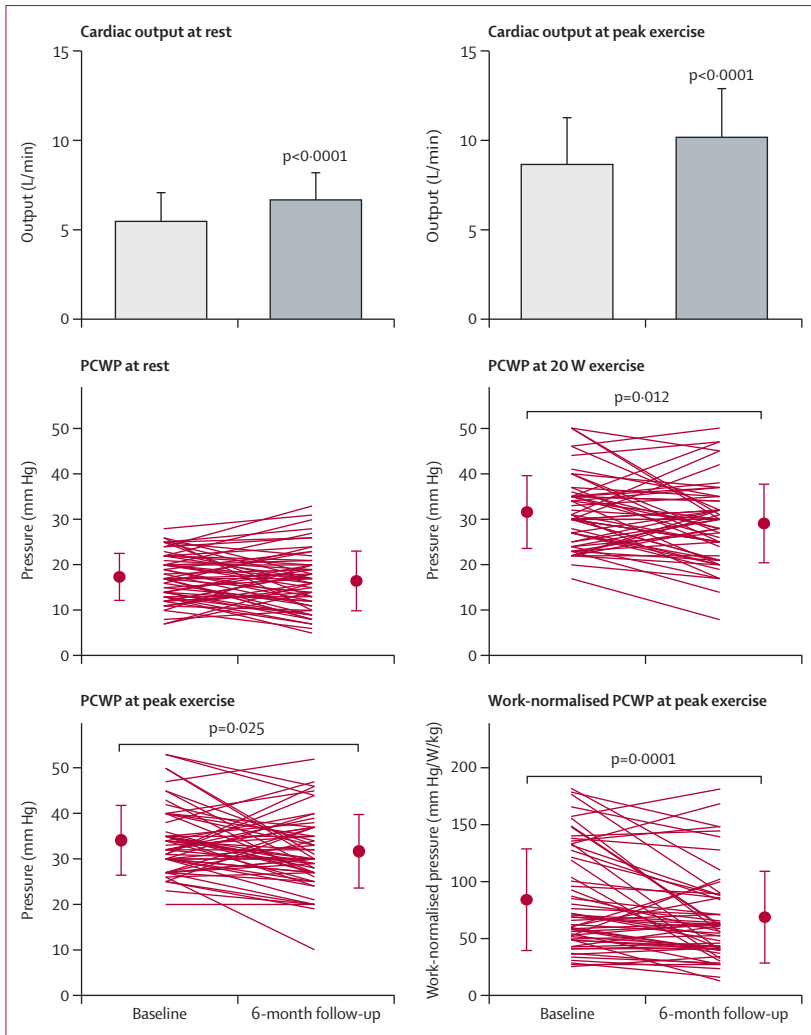 Cardiac output at rest
15
10
5
0
Output (L/min)
p<0·0001
Cardiac output at peak exercise
15
10
5
0
Output (L/min)
p<0·0001
PCWP at rest
50
40
30
20
10
0
Pressure (mm Hg)
PCWP at 20 W exercise
p=0·012
50
40
30
20
10
0
Pressure (mm Hg)
PCWP at peak exercise
p=0·025
50
40
30
20
10
0
Pressure (mm Hg)
Baseline 6-month follow-up
Work-normalised PCWP at peak exercise
p=0·0001
200
150
100
50
0
Work-normalised pressure (mm Hg/W/kg)
Baseline 6-month follow-up